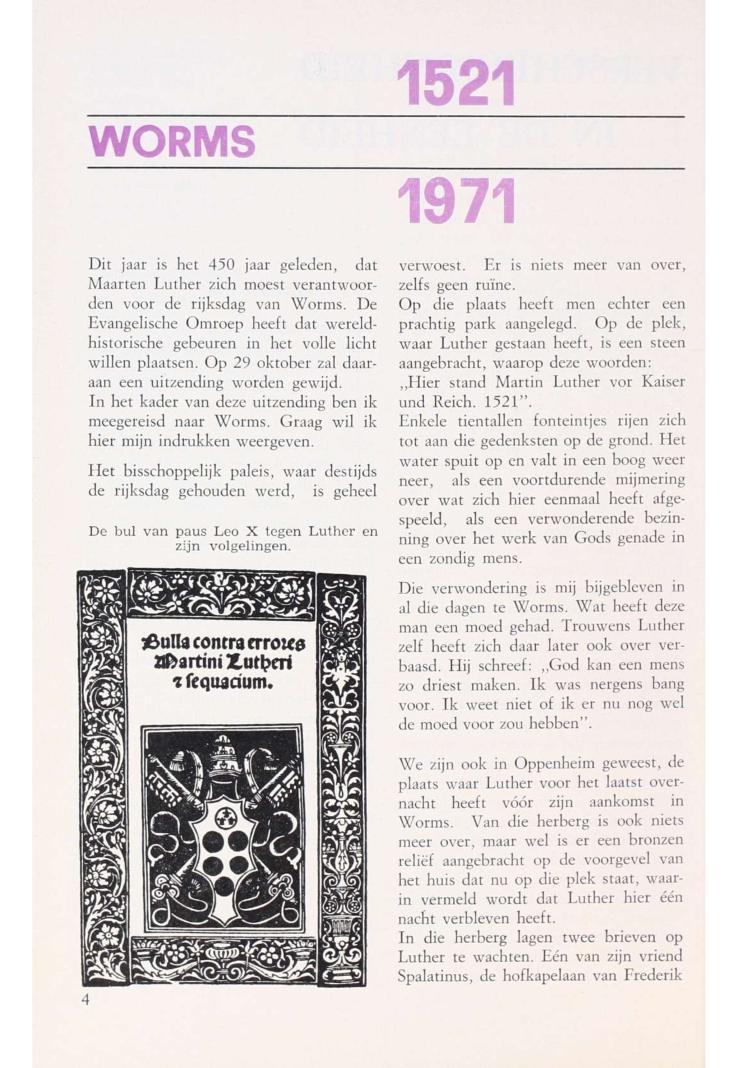 1521
WORMS
1971
Dit jaar is het 450 jaar geleden, dat
Maarten Luther zich moest verantwoor-
den voor de rijksdag van Worms. De
Evangelische Omroep heeft dat wereld-
historische gebeuren in het volle licht
willen plaatsen. Op 29 oktober zal daar-
aan een uitzending worden gewijd.
In het kader van deze uitzending ben ik
meegereisd naar Worms. Graag wil ik
hier mijn indrukken weergeven.
Het bisschoppelijk paleis, waar destijds
de rijksdag gehouden werd, is geheel
De bul van paus Leo X tegen Luther en
zijn volgelingen.
Bulla contra errores
Martini Lutheri
⁊ sequacium.
4
verwoest. Er is niets meer van over,
zelfs geen ruïne.
Op die plaats heeft men echter een
prachtig park aangelegd. Op de plek,
waar Luther gestaan heeft, is een steen
aangebracht, waarop deze woorden:
,,Hier stand Martin Luther vor Kaiser
und Reich. 1521".
Enkele tientallen fonteintjes rijen zich
tot aan die gedenksten op de grond. Het
water spuit op en valt in een boog weer
neer, als een voortdurende mijmering
over wat zich hier eenmaal heeft afge-
speeld, als een verwonderende bezin-
ning over het werk van Gods genade in
een zondig mens.
Die verwondering is mij bijgebleven in
al die dagen te Worms. Wat heeft deze
man een moed gehad. Trouwens Luther
zelf heeft zich daar later ook over ver-
baasd. Hij schreef: ,,God kan een mens
zo driest maken. Ik was nergens bang
voor. Ik weet niet of ik er nu nog wel
de moed voor zou hebben".
We zijn ook in Oppenheim geweest, de
plaats waar Luther voor het laatst over-
nacht heeft vóór zijn aankomst in
Worms. Van die herberg is ook niets
meer over, maar wel is er een bronzen
reliëf aangebracht op de voorgevel van
het huis dat nu op die plek staat, waar-
in vermeld wordt dat Luther hier één
nacht verbleven heeft.
In die herberg lagen twee brieven op
Luther te wachten. Eén van zijn vriend
Spalatinus, de hofkapelaan van Frederik